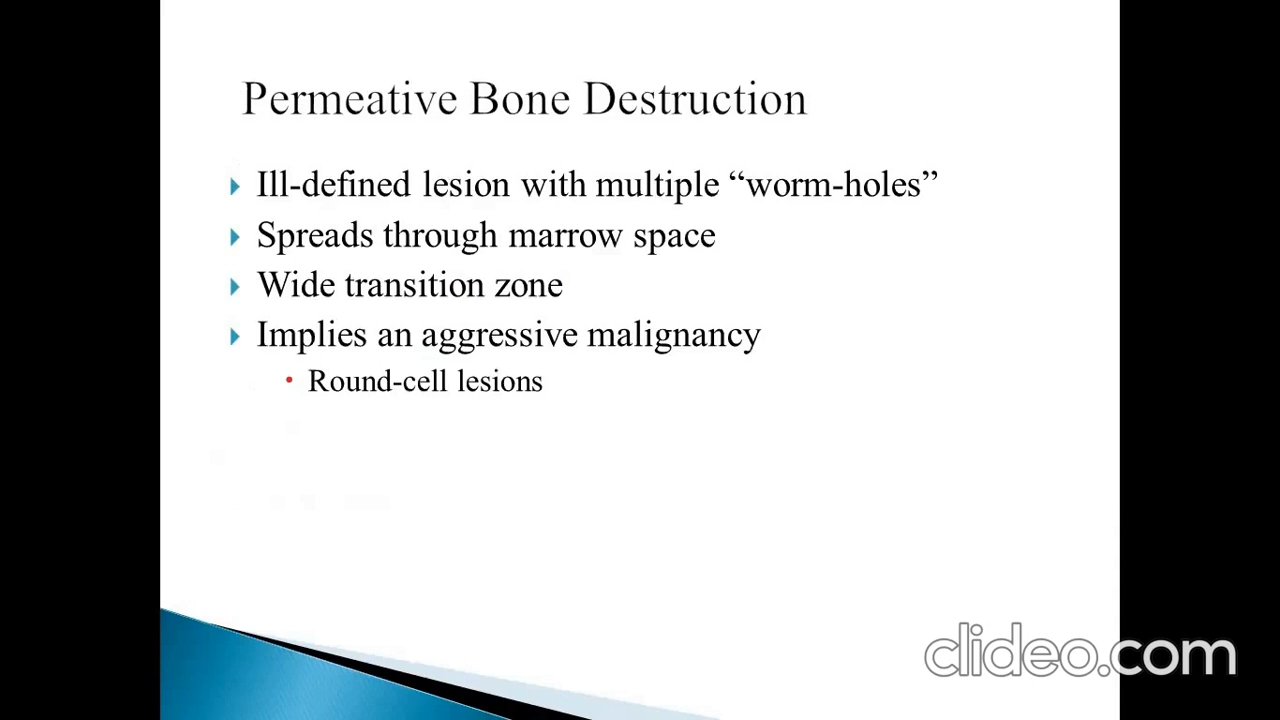 Permeative Bone Destruction
Ill-defined lesion with multiple “worm-holes”
Spreads through marrow space
Wide transition zone
Implies an aggressive malignancy
Round-cell lesions
clideo.com